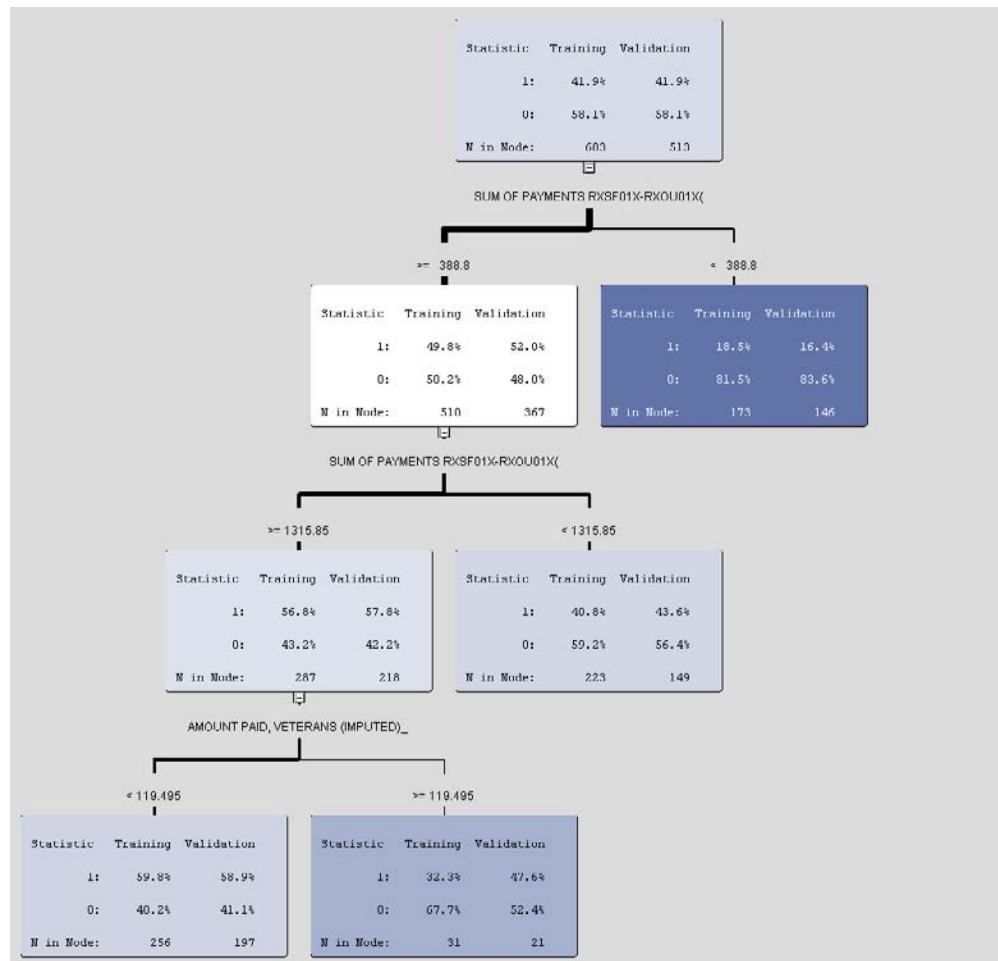 Statistic Training Validation
1: 41.9% 41.9%
0: 58.1% 58.1%
N in Node: 683 513
SUM OF PAYMENTS RXSF01X-RXOU01X(
>= 388.8 < 388.8
Statistic Training Validation
1: 49.8% 52.0%
0: 50.2% 48.0%
N in Node: 510 367
Statistic Training Validation
1: 18.5% 16.4%
0: 81.5% 83.6%
N in Node: 173 146
SUM OF PAYMENTS RXSF01X-RXOU01X(
>= 1315.85 < 1315.85
Statistic Training Validation
1: 56.8% 57.8%
0: 43.2% 42.2%
N in Node: 287 218
Statistic Training Validation
1: 40.8% 43.6%
0: 59.2% 56.4%
N in Node: 223 149
AMOUNT PAID, VETERANS (IMPUTED)_
< 119.495 >= 119.495
Statistic Training Validation
1: 59.8% 58.9%
0: 40.2% 41.1%
N in Node: 256 197
Statistic Training Validation
1: 32.3% 47.6%
0: 67.7% 52.4%
N in Node: 31 21